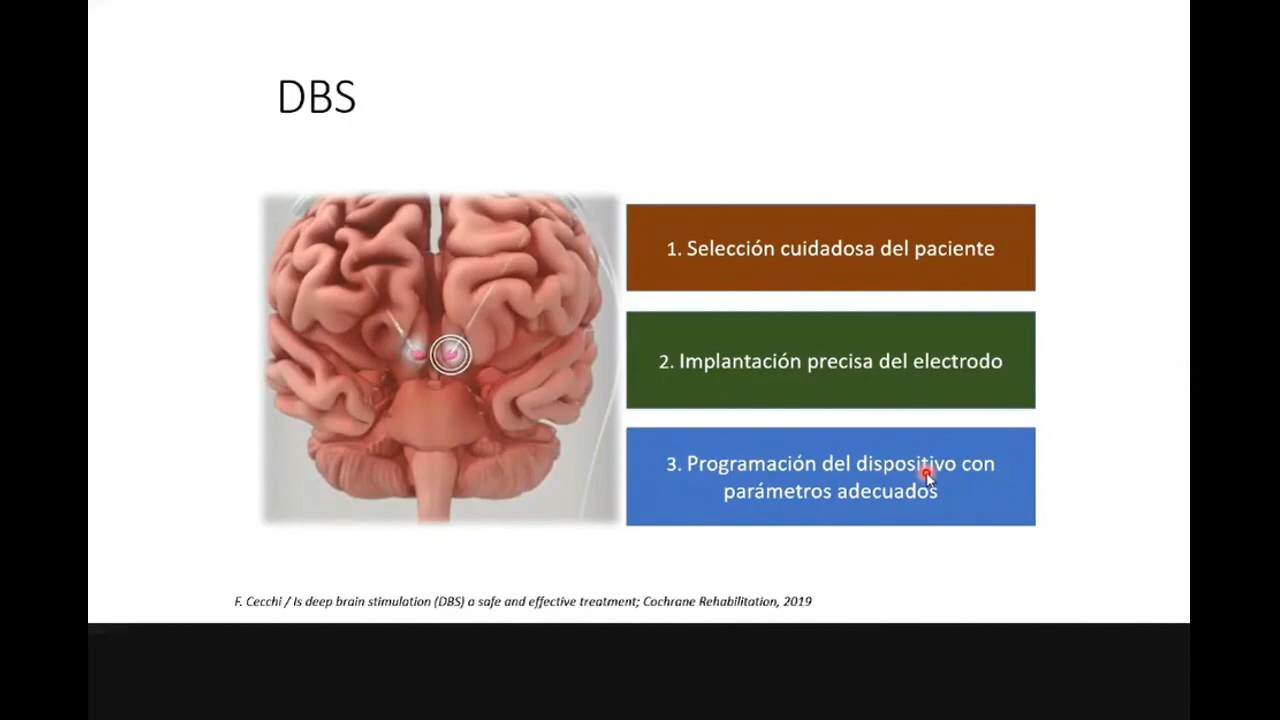 DBS
1. Selección cuidadosa del paciente
2. Implantación precisa del electrodo
3. Programación del dispositivo con
parámetros adecuados
F. Cecchi / Is deep brain stimulation (DBS) a safe and effective treatment; Cochrane Rehabilitation, 2019